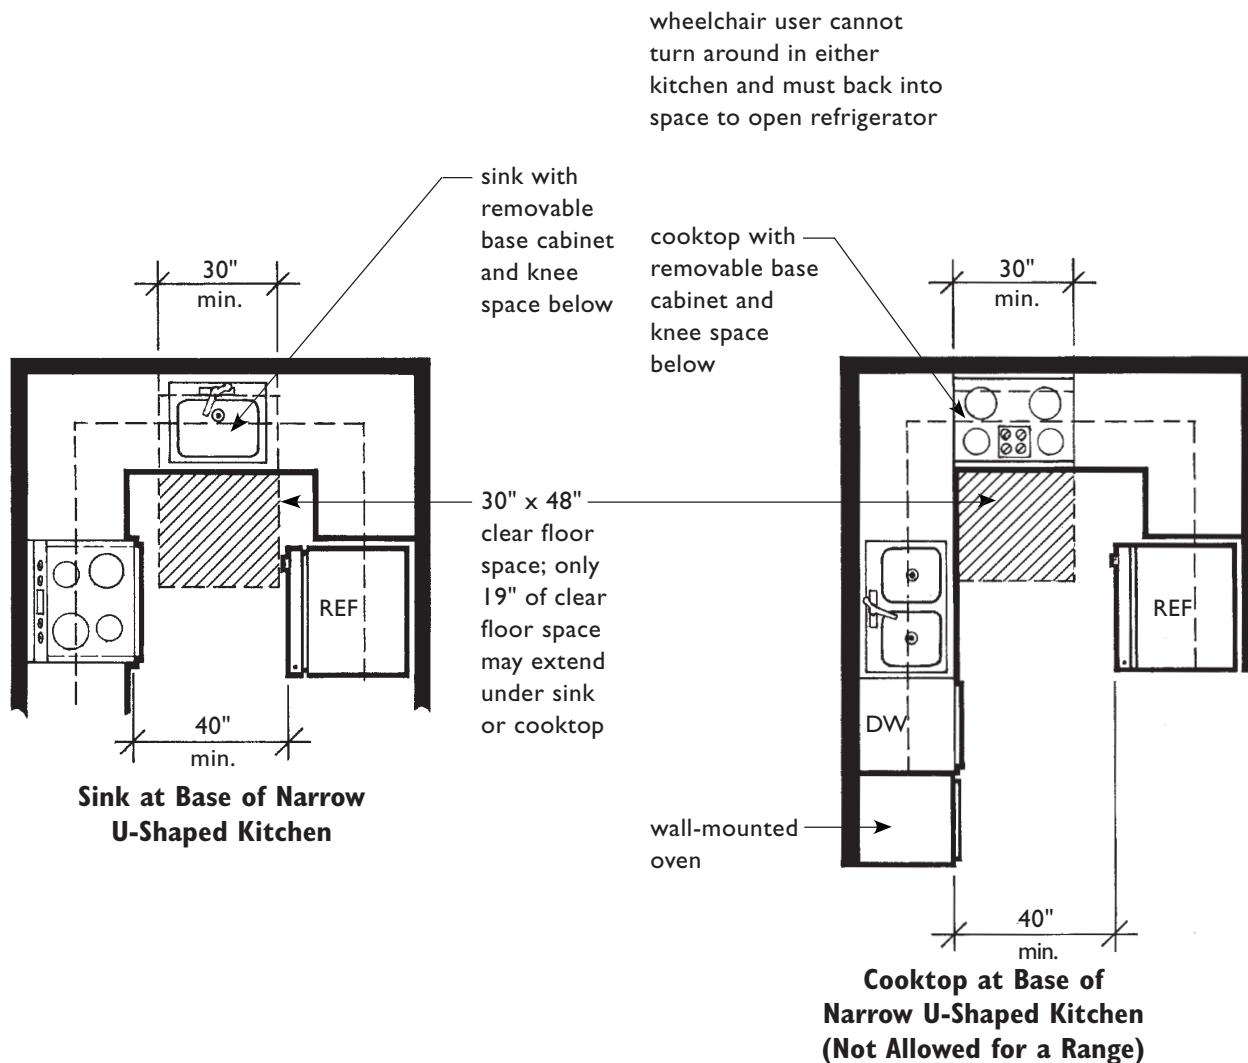 wheelchair user cannot
turn around in either
kitchen and must back into
space to open refrigerator
sink with
removable
base cabinet
and knee
space below
cooktop with
removable base
cabinet and
knee space
below
30"
min.
30"
min.
30" x 48"
clear floor
space; only
19" of clear
floor space
may extend
under sink
or cooktop
REF
REF
40"
min.
DW
Sink at Base of Narrow
U-Shaped Kitchen
wall-mounted
oven
40"
min.
Cooktop at Base of
Narrow U-Shaped Kitchen
(Not Allowed for a Range)